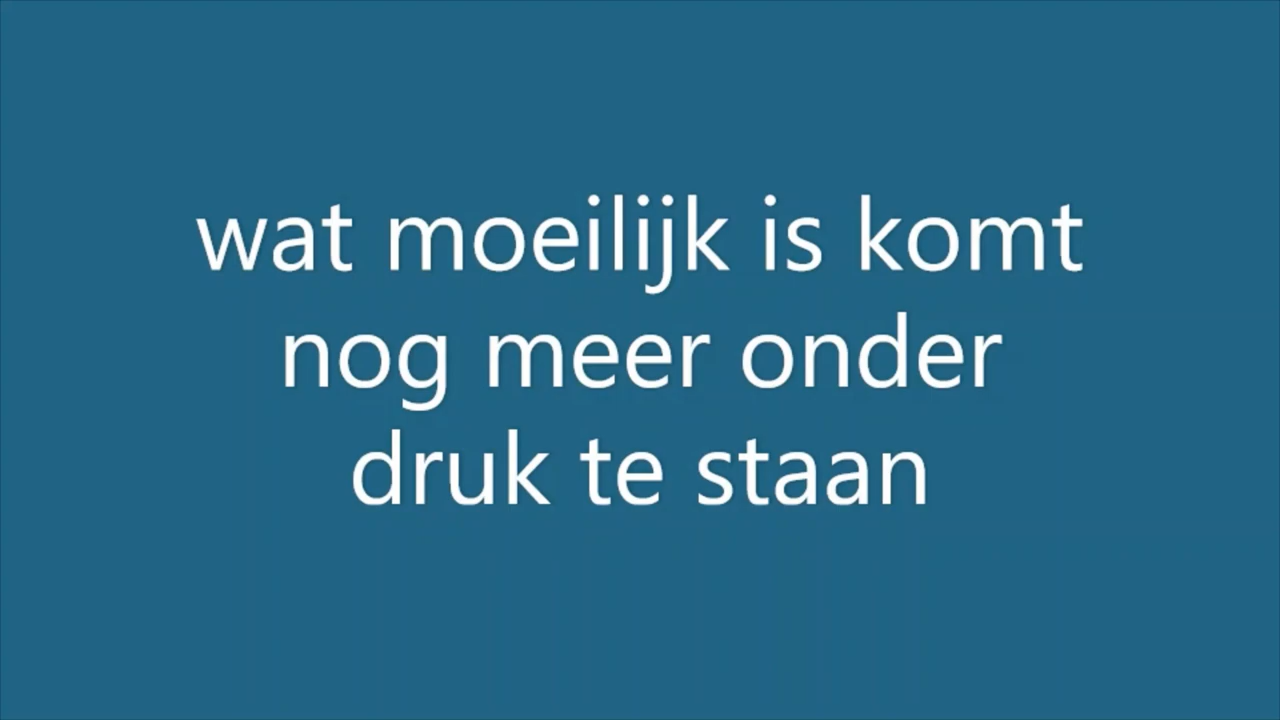 wat moeilijk is komt
nog meer onder
druk te staan